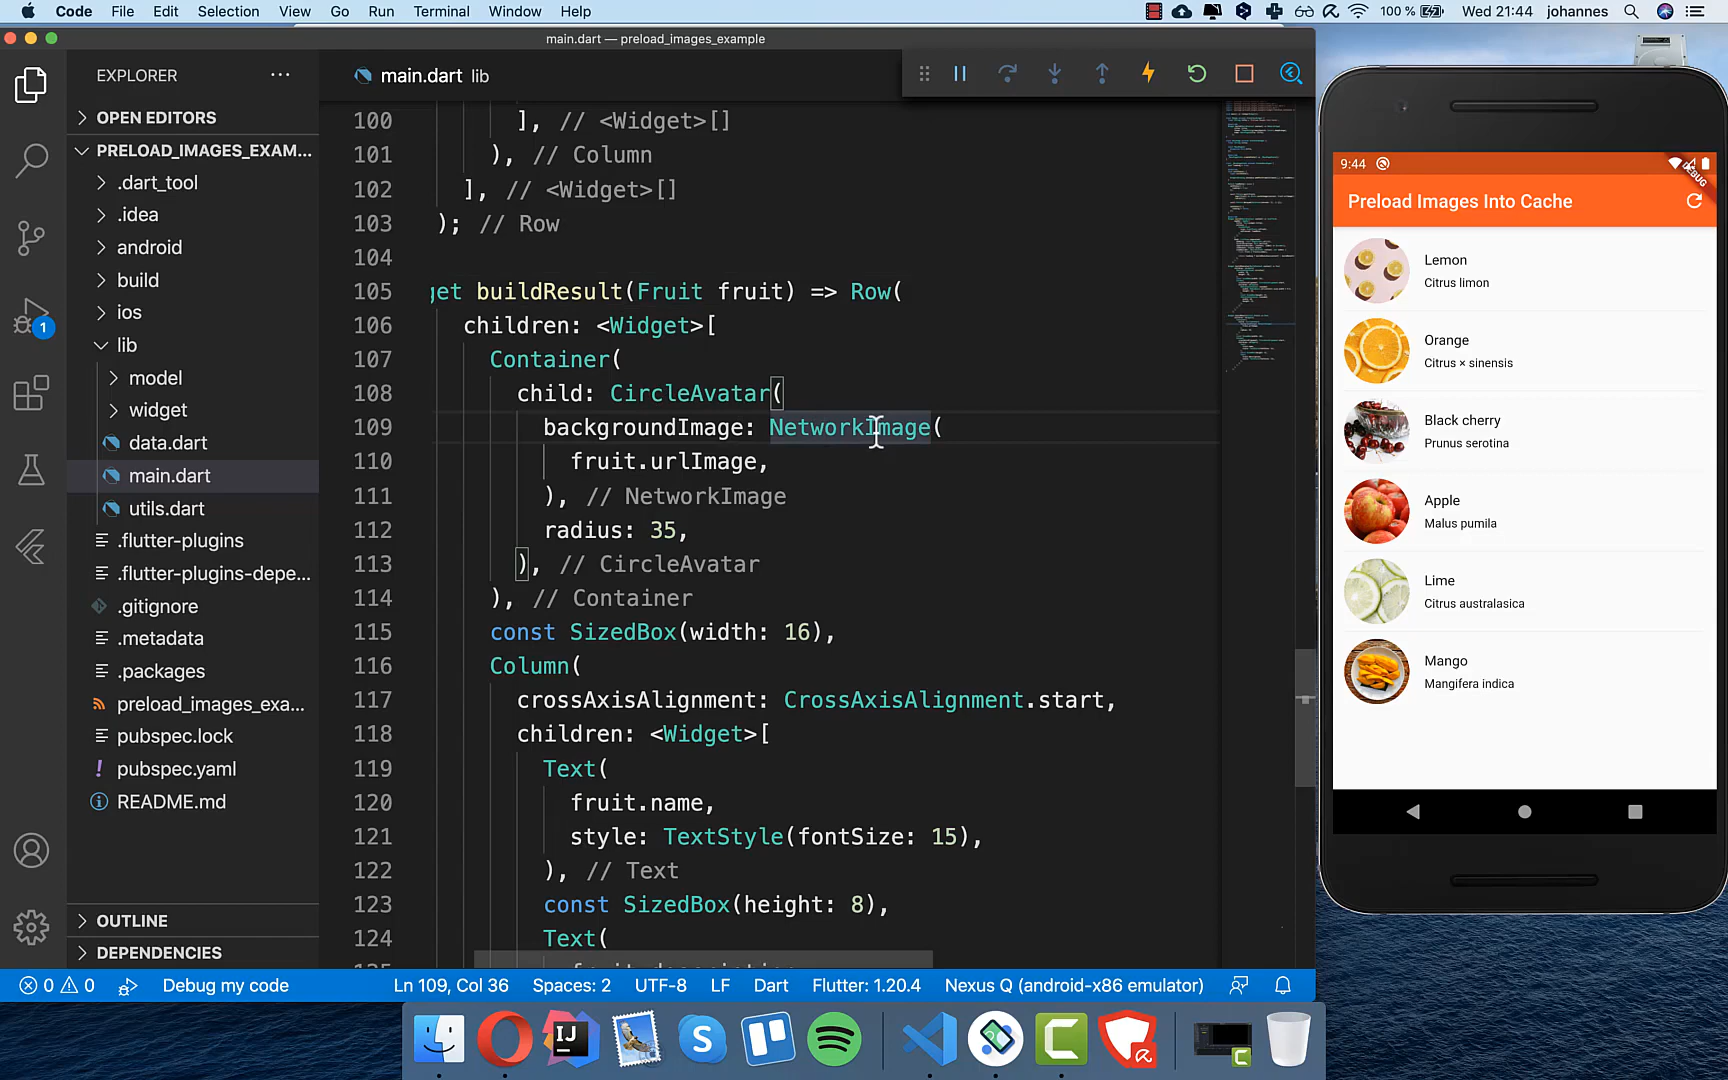 Code File Edit Selection View Go Run Terminal Window Help
100 % Wed 21:44 johannes
main.dart — preload_images_example
EXPLORER
OPEN EDITORS
PRELOAD_IMAGES_EXAM...
.dart_tool
.idea
android
build
ios
lib
model
widget
data.dart
main.dart
utils.dart
.flutter-plugins
.flutter-plugins-depe...
.gitignore
.metadata
.packages
preload_images_exa...
pubspec.lock
! pubspec.yaml
README.md
OUTLINE
DEPENDENCIES
1
main.dart lib
100 ], // <Widget>[]
101 ), // Column
102 ], // <Widget>[]
103 ); // Row
104
105 get buildResult(Fruit fruit) => Row(
106 children: <Widget>[
107 Container(
108 child: CircleAvatar(
109 backgroundImage: NetworkImage(
110 fruit.urlImage,
111 ), // NetworkImage
112 radius: 35,
113 ), // CircleAvatar
114 ), // Container
115 const SizedBox(width: 16),
116 Column(
117 crossAxisAlignment: CrossAxisAlignment.start,
118 children: <Widget>[
119 Text(
120 fruit.name,
121 style: TextStyle(fontSize: 15),
122 ), // Text
123 const SizedBox(height: 8),
124 Text(
0 0 Debug my code Ln 109, Col 36 Spaces: 2 UTF-8 LF Dart Flutter: 1.20.4 Nexus Q (android-x86 emulator)
9:44
DEBUG
Preload Images Into Cache
Lemon
Citrus limon
Orange
Citrus × sinensis
Black cherry
Prunus serotina
Apple
Malus pumila
Lime
Citrus australasica
Mango
Mangifera indica
IJ
S
C